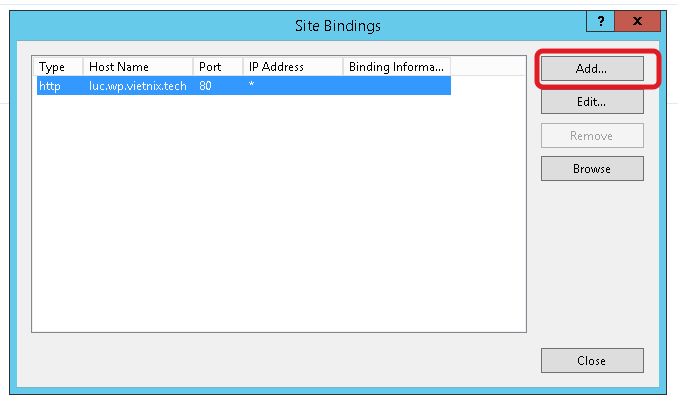 Site Bindings
? x
Type Host Name Port IP Address Binding Informa...
http luc.wp.vietnix.tech 80 *
Add...
Edit...
Remove
Browse
Close